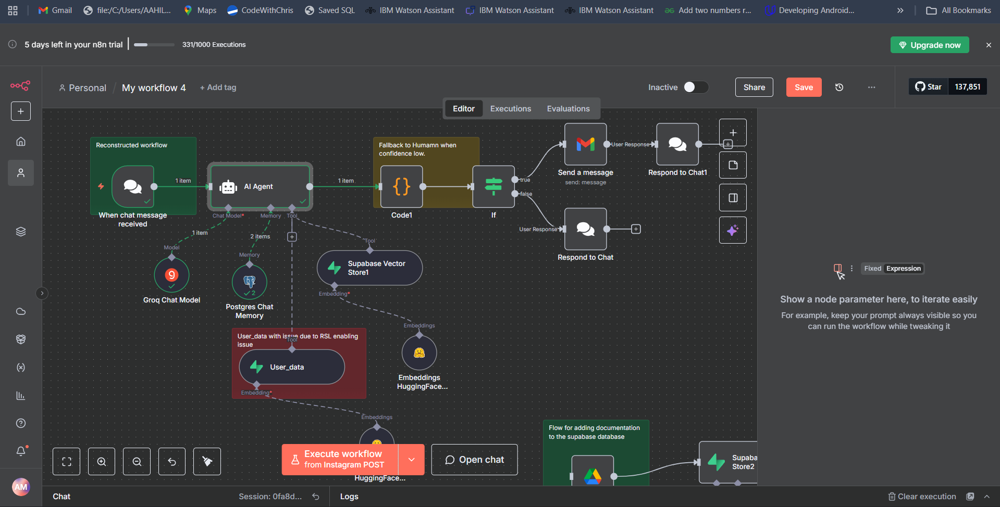 Gmail
file:/C:/Users/AAHIL...
Maps
CodeWithChris
Saved SQL
IBM Watson Assistant
IBM Watson Assistant
IBM Watson Assistant
Add two numbers r...
Developing Android...
»
All Bookmarks
5 days left in your n8n trial
331/1000 Executions
Upgrade now
Personal / My workflow 4
+ Add tag
Inactive
Share
Save
...
Star
137,851
Editor
Executions
Evaluations
Reconstructed workflow
Fallback to Humamn when
confidence low.
1 item
AI Agent
1 item
When chat message
received
Chat Model*
Memory
Tool
Code1
If
true
false
Send a message
send: message
User Response
Respond to Chat1
User Response
Respond to Chat
1 item
2 items
Model
Memory
Tool
Groq Chat Model
2
Postgres Chat
Memory
Supabase Vector
Store1
Embedding*
Embeddings
Embeddings
HuggingFace...
User_data with issue due to RSL enabling
issue
Tool
User_data
Embedding*
Embeddings
HuggingFace...
Fixed
Expression
Show a node parameter here, to iterate easily
For example, keep your prompt always visible so you
can run the workflow while tweaking it
Flow for adding documentation
to the supabase database
Supaba
Store2
Execute workflow
from Instagram POST
Open chat
AM
Chat
Session: 0fa8d...
Logs
Clear execution